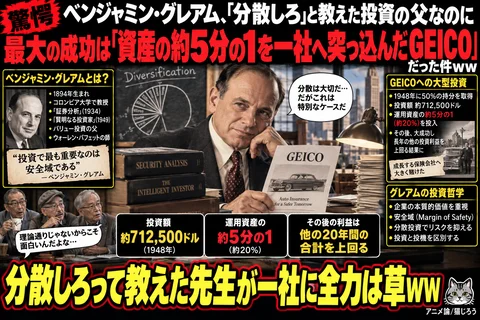 驚愕
ベンジャミン・グレアム、「分散しろ」と教えた投資の父なのに
最大の成功は「資産の約5分の1を一社へ突っ込んだGEICO」
だった件ww
ベンジャミン・グレアムとは?
・1894年生まれ
・コロンビア大学で教授
・『証券分析』(1934)
・『賢明なる投資家』(1949)
・バリュー投資の父
・ウォーレン・バフェットの師
“投資で最も重要なのは
安全域である”
―ベンジャミン・グレアム
理論通りじゃないからこそ
面白いんだよな…
Diversification
SECURITY ANALYSIS
THE INTELLIGENT INVESTOR
分散は大切だ…
だがこれは
特別なケースだ
GEICO
Auto Insurance
for a Safer Tomorrow
GEICOへの大型投資
・1948年に50%の持分を取得
・投資額 約712,500ドル
・運用資産の約5分の1
(約20%)を投入
・その後、大成功し
長年の他の投資利益を
上回る結果に
成長する保険会社へ
大きく賭けた
グレアムの投資哲学
・企業の本質的価値を重視
・安全域(Margin of Safety)
・分散投資でリスクを抑える
・投資と投機を区別する
投資額
約712,500ドル
(1948年)
運用資産の
約5分の1
(約20%)
その後の利益は
他の20年間の
合計を上回る
分散しろって教えた先生が一社に全力は草ww
アニメ論/猫じろう